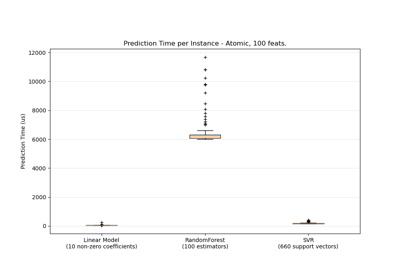 Prediction Time per Instance - Atomic, 100 feats.
12000
10000
8000
6000
4000
2000
0
Prediction Time (us)
Linear Model
(10 non-zero coefficients)
RandomForest
(100 estimators)
SVR
(660 support vectors)